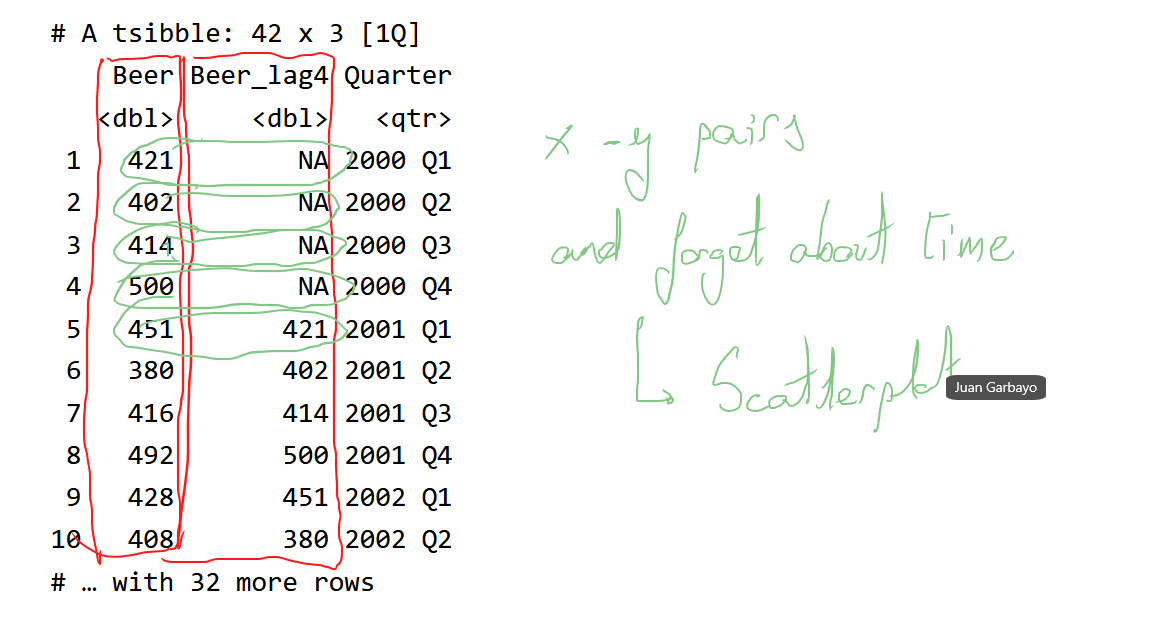 # A tsibble: 42 x 3 [1Q]
Beer Beer_lag4 Quarter
<dbl> <dbl> <qtr>
1 421 NA 2000 Q1
2 402 NA 2000 Q2
3 414 NA 2000 Q3
4 500 NA 2000 Q4
5 451 421 2001 Q1
6 380 402 2001 Q2
7 416 414 2001 Q3
8 492 500 2001 Q4
9 428 451 2002 Q1
10 408 380 2002 Q2
# … with 32 more rows
x - y pairs
and forget about time
↳ Scatterplot
Juan Garbayo